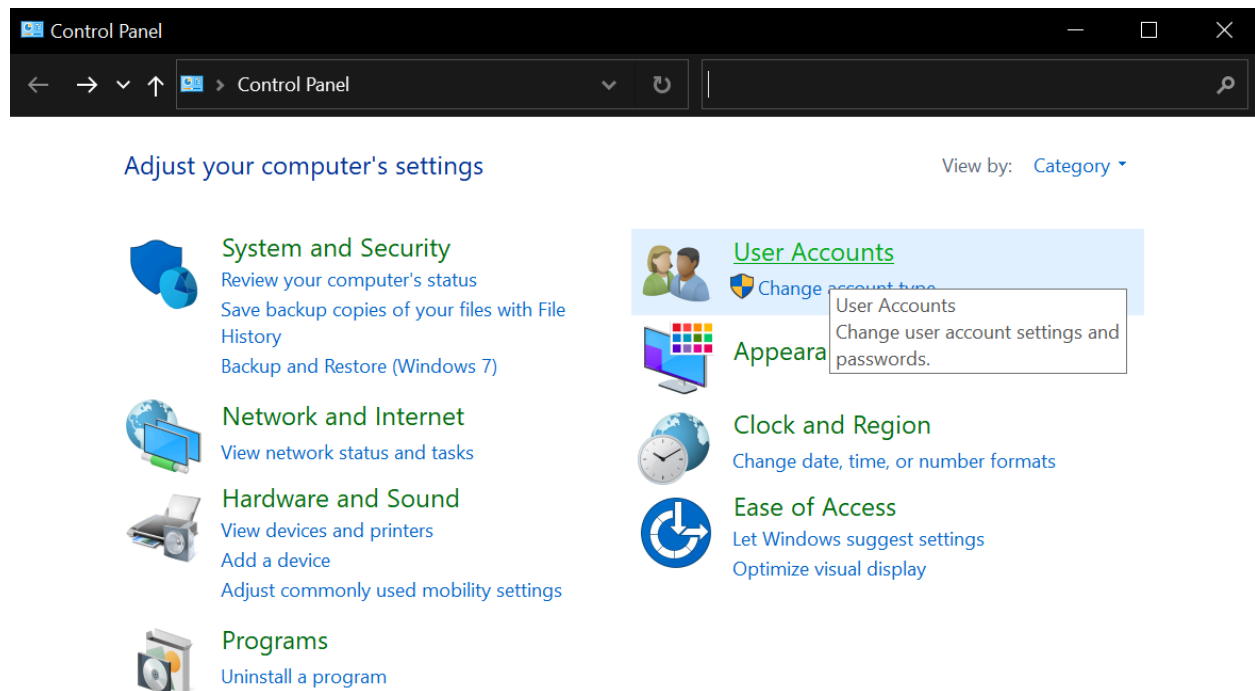 Control Panel
Control Panel
Adjust your computer's settings
View by: Category
System and Security
Review your computer's status
Save backup copies of your files with File
History
Backup and Restore (Windows 7)
Network and Internet
View network status and tasks
Hardware and Sound
View devices and printers
Add a device
Adjust commonly used mobility settings
Programs
Uninstall a program
User Accounts
Change account type
User Accounts
Change user account settings and
passwords.
Clock and Region
Change date, time, or number formats
Ease of Access
Let Windows suggest settings
Optimize visual display